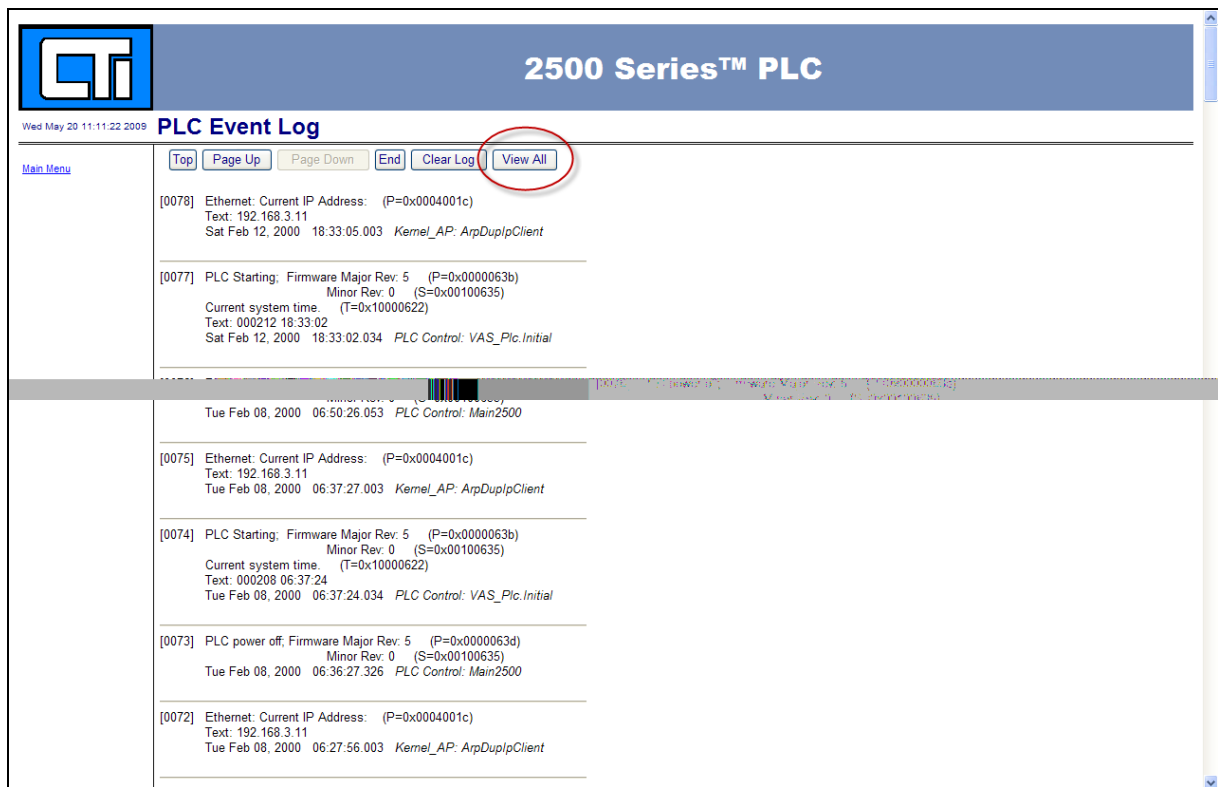 CTi
2500 Series™ PLC
Wed May 20 11:11:22 2009 PLC Event Log
Main Menu
Top Page Up Page Down End Clear Log View All
[0078] Ethernet: Current IP Address: (P=0x0004001c)
Text: 192.168.3.11
Sat Feb 12, 2000 18:33:05.003 Kernel_AP: ArpDupIpClient
[0077] PLC Starting; Firmware Major Rev: 5 (P=0x0000063b)
Minor Rev: 0 (S=0x00100635)
Current system time. (T=0x10000622)
Text: 000212 18:33:02
Sat Feb 12, 2000 18:33:02.034 PLC Control: VAS_Plc.Initial
Tue Feb 08, 2000 06:50:26.053 PLC Control: Main2500
[0075] Ethernet: Current IP Address: (P=0x0004001c)
Text: 192.168.3.11
Tue Feb 08, 2000 06:37:27.003 Kernel_AP: ArpDupIpClient
[0074] PLC Starting; Firmware Major Rev: 5 (P=0x0000063b)
Minor Rev: 0 (S=0x00100635)
Current system time. (T=0x10000622)
Text: 000208 06:37:24
Tue Feb 08, 2000 06:37:24.034 PLC Control: VAS_Plc.Initial
[0073] PLC power off; Firmware Major Rev: 5 (P=0x0000063d)
Minor Rev: 0 (S=0x00100635)
Tue Feb 08, 2000 06:36:27.326 PLC Control: Main2500
[0072] Ethernet: Current IP Address: (P=0x0004001c)
Text: 192.168.3.11
Tue Feb 08, 2000 06:27:56.003 Kernel_AP: ArpDupIpClient